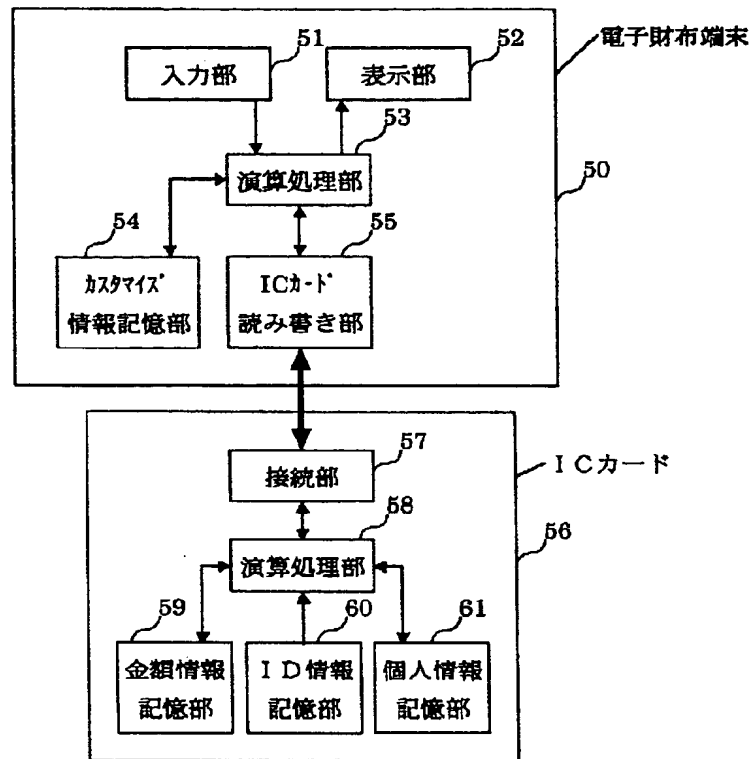 電子財布端末
50
51
入力部
52
表示部
53
演算処理部
54
カスタマイズ
情報記憶部
55
ICカード
読み書き部
ICカード
56
57
接続部
58
演算処理部
59
金額情報
記憶部
60
ID情報
記憶部
61
個人情報
記憶部